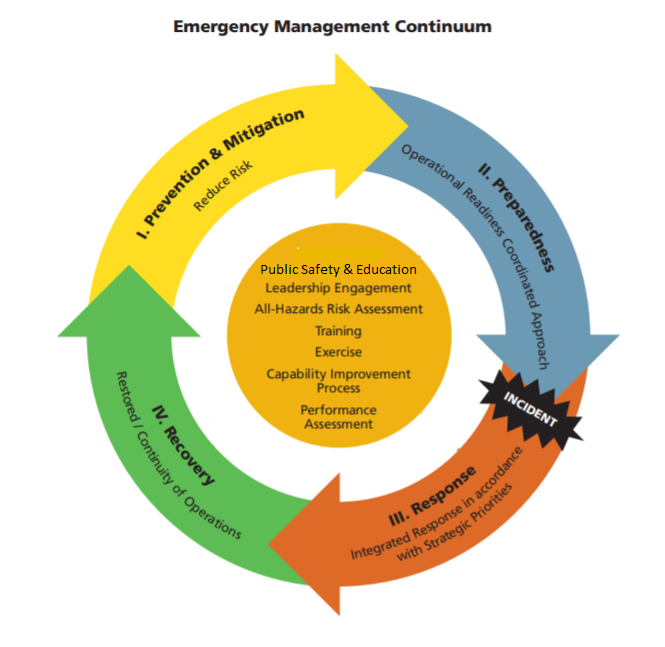 Emergency Management Continuum
I. Prevention & Mitigation
Reduce Risk
II. Preparedness
Operational Readiness Coordinated Approach
INCIDENT
III. Response
Integrated Response in accordance
with Strategic Priorities
IV. Recovery
Restored / Continuity of Operations
Public Safety & Education
Leadership Engagement
All-Hazards Risk Assessment
Training
Exercise
Capability Improvement
Process
Performance
Assessment